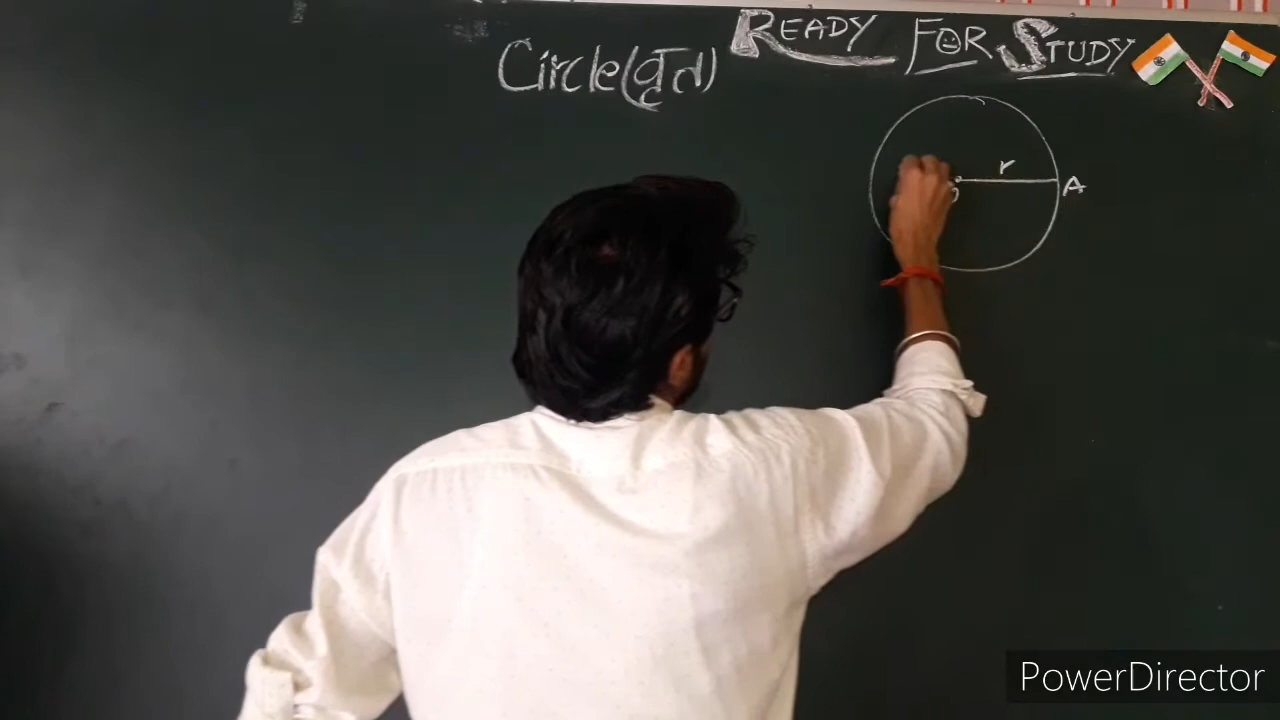 READY FOR STUDY
Circle(वृत्त)
r
A
PowerDirector